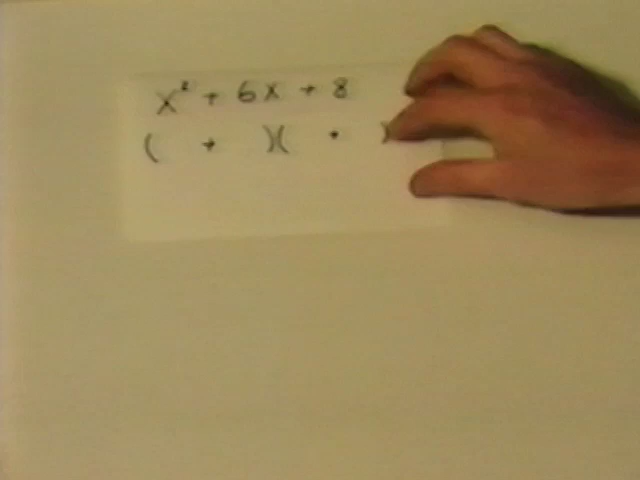 x² + 6x + 8
( + )( + )